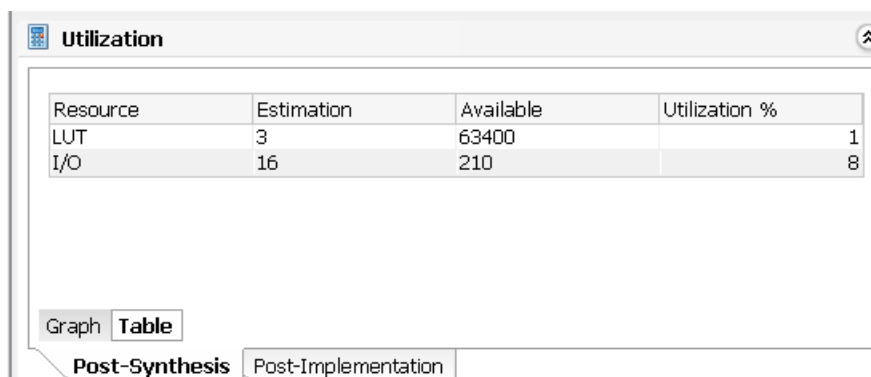 Utilization
Resource Estimation Available Utilization %
LUT 3 63400 1
I/O 16 210 8
Graph Table
Post-Synthesis Post-Implementation